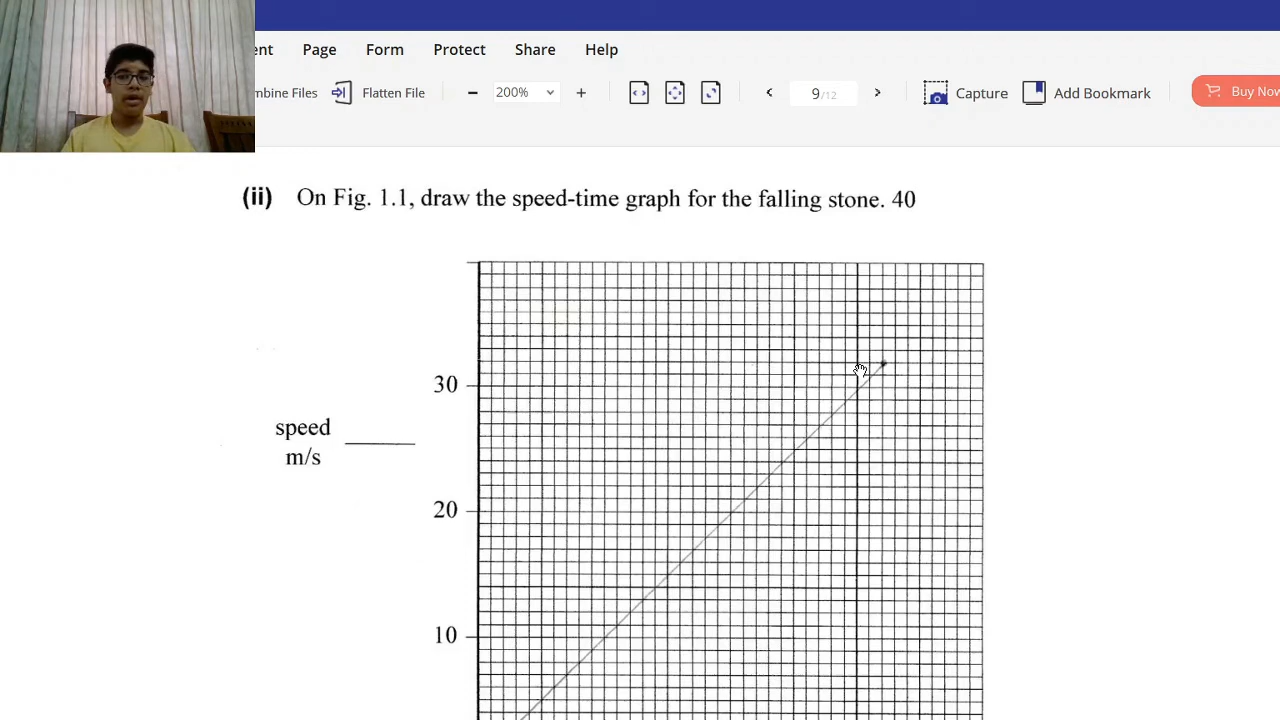 ent Page Form Protect Share Help
mbine Files Flatten File 200% 9/12 Capture Add Bookmark Buy Now
(ii) On Fig. 1.1, draw the speed-time graph for the falling stone. 40
30
speed
m/s
20
10